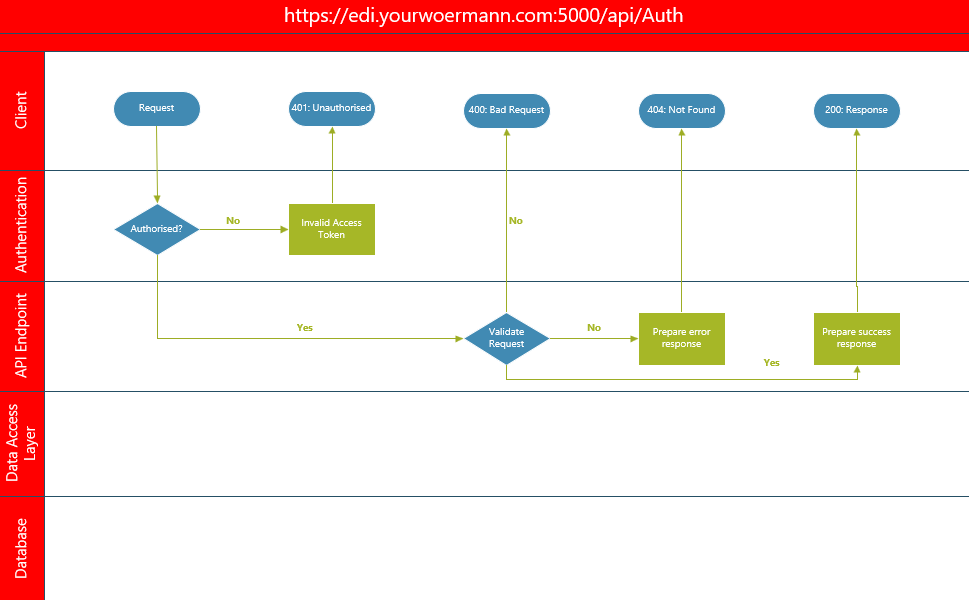 https://edi.yourwoermann.com:5000/api/Auth
Client
Request
401: Unauthorised
400: Bad Request
404: Not Found
200: Response
Authentication
Authorised?
No
Invalid Access
Token
No
API Endpoint
Yes
Validate
Request
No
Prepare error
response
Yes
Prepare success
response
Data Access
Layer
Database